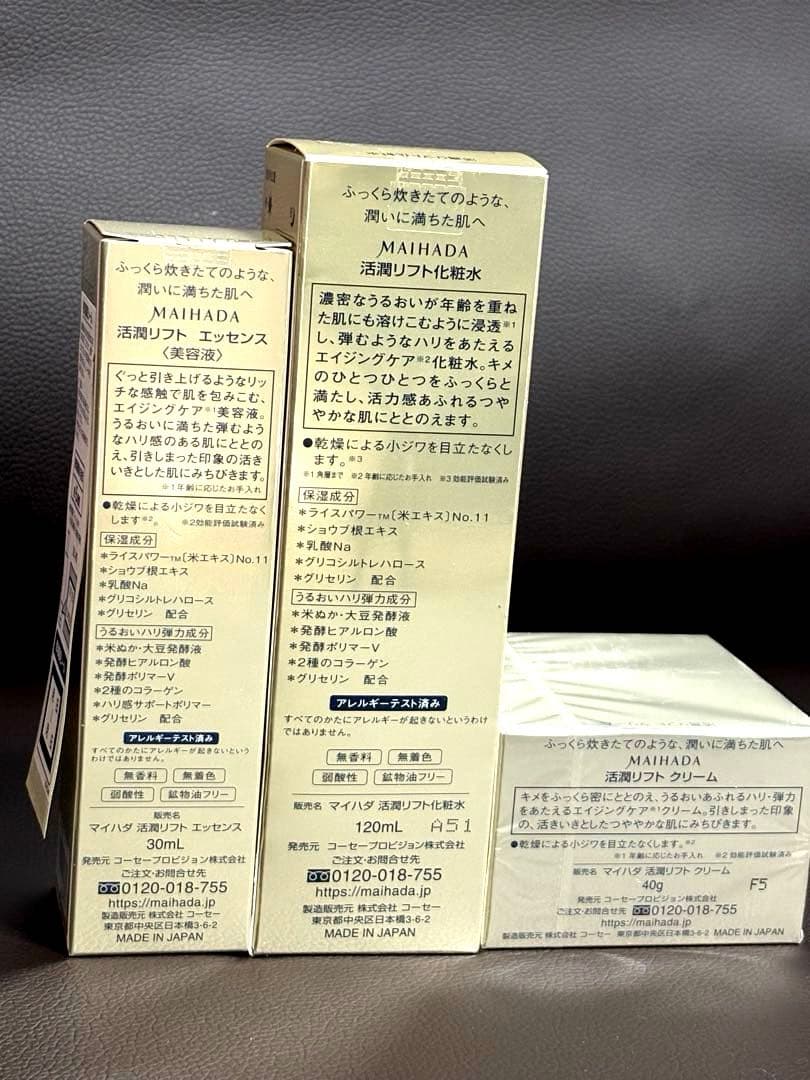 ふっくら炊きたてのような、
潤いに満ちた肌へ
MAIHADA
活潤リフト エッセンス
〈美容液〉
ぐっと引き上げるようなリッ
チな感触で肌を包みこむ、
エイジングケア※1美容液。
うるおいに満ちた弾むよう
なハリ感のある肌にととの
え、引きしまった印象の活き
いきとした肌にみちびきます。
※1年齢に応じたお手入れ
●乾燥による小ジワを目立たなく
します※2。 ※2効能評価試験済み
保湿成分
*ライスパワーTM〔米エキス〕No.11
*ショウブ根エキス
*乳酸Na
*グリコシルトレハロース
*グリセリン 配合
うるおいハリ弾力成分
*米ぬか・大豆発酵液
*発酵ヒアルロン酸
*発酵ポリマーV
*2種のコラーゲン
*ハリ感サポートポリマー
*グリセリン 配合
アレルギーテスト済み
すべてのかたにアレルギーが起きないという
わけではありません。
無香料 無着色
弱酸性 鉱物油フリー
販売名
マイハダ 活潤リフト エッセンス
30mL
発売元 コーセープロビジョン株式会社
ご注文・お問合せ先
0120-018-755
https://maihada.jp
製造販売元 株式会社 コーセー
東京都中央区日本橋3-6-2
MADE IN JAPAN
ふっくら炊きたてのような、
潤いに満ちた肌へ
MAIHADA
活潤リフト化粧水
濃密なうるおいが年齢を重ね
た肌にも溶けこむように浸透※1
し、弾むようなハリをあたえる
エイジングケア※2化粧水。キメ
のひとつひとつをふっくらと
満たし、活力感あふれるつや
やかな肌にととのえます。
●乾燥による小ジワを目立たなくし
ます。※3
※1 角層まで ※2 年齢に応じたお手入れ ※3 効能評価試験済み
保湿成分
*ライスパワーTM〔米エキス〕No.11
*ショウブ根エキス
*乳酸Na
*グリコシルトレハロース
*グリセリン 配合
うるおいハリ弾力成分
*米ぬか・大豆発酵液
*発酵ヒアルロン酸
*発酵ポリマーV
*2種のコラーゲン
*グリセリン 配合
アレルギーテスト済み
すべてのかたにアレルギーが起きないというわけ
ではありません。
無香料 無着色
弱酸性 鉱物油フリー
販売名 マイハダ 活潤リフト化粧水
120mL A51
発売元 コーセープロビジョン株式会社
ご注文・お問合せ先
0120-018-755
https://maihada.jp
製造販売元 株式会社 コーセー
東京都中央区日本橋3-6-2
MADE IN JAPAN
ふっくら炊きたてのような、潤いに満ちた肌へ
MAIHADA
活潤リフト クリーム
キメをふっくら密にととのえ、うるおいあふれるハリ・弾力
をあたえるエイジングケア※1クリーム。引きしまった印象
の、活きいきとしたつややかな肌にみちびきます。
●乾燥による小ジワを目立たなくします。※2
※1 年齢に応じたお手入れ ※2 効能評価試験済み
販売名 マイハダ 活潤リフト クリーム
40g F5
発売元 コーセープロビジョン株式会社
ご注文・お問合せ先 0120-018-755
https://maihada.jp
製造販売元 株式会社 コーセー 東京都中央区日本橋3-6-2 MADE IN JAPAN